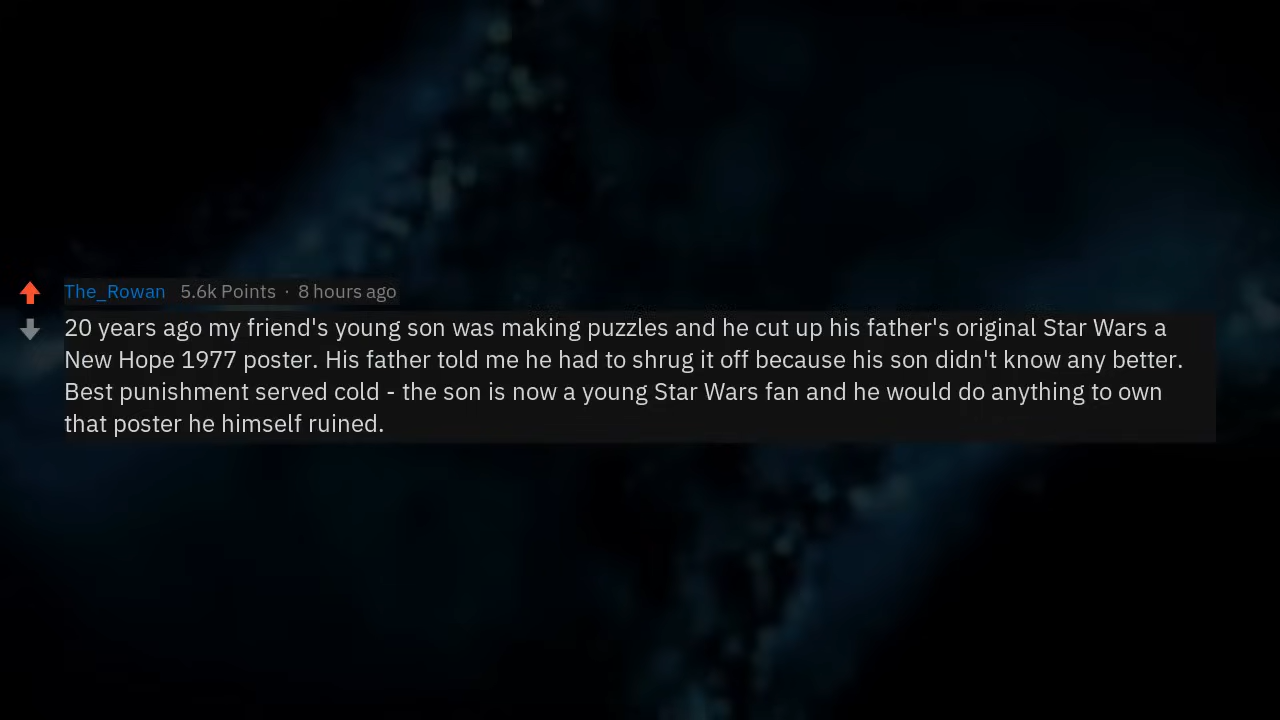 The_Rowan 5.6k Points · 8 hours ago
20 years ago my friend's young son was making puzzles and he cut up his father's original Star Wars a
New Hope 1977 poster. His father told me he had to shrug it off because his son didn't know any better.
Best punishment served cold - the son is now a young Star Wars fan and he would do anything to own
that poster he himself ruined.